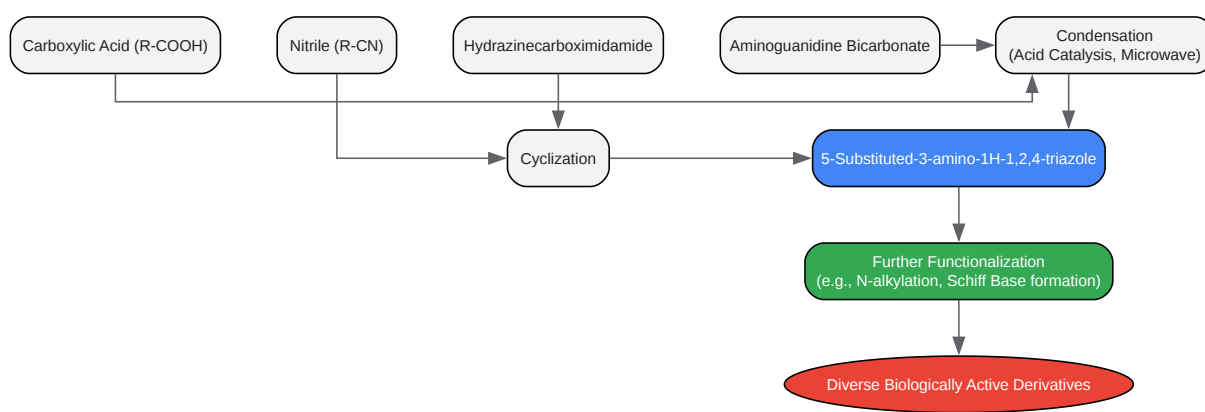 Carboxylic Acid (R-COOH)
Nitrile (R-CN)
Hydrazinecarboximidamide
Aminoguanidine Bicarbonate
Condensation
(Acid Catalysis, Microwave)
Cyclization
5-Substituted-3-amino-1H-1,2,4-triazole
Further Functionalization
(e.g., N-alkylation, Schiff Base formation)
Diverse Biologically Active Derivatives